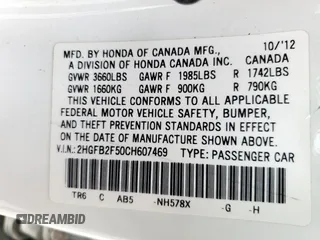 MFD. BY HONDA OF CANADA MFG., 10/'12
A DIVISION OF HONDA CANADA INC. CANADA
GVWR 3660LBS GAWR F 1985LBS R 1742LBS
GVWR 1660KG GAWR F 900KG R 790KG
THIS VEHICLE CONFORMS TO ALL APPLICABLE
FEDERAL MOTOR VEHICLE SAFETY, BUMPER,
AND THEFT PREVENTION STANDARDS IN EFFECT
ON THE DATE OF MANUFACTURE SHOWN ABOVE.
V.I.N.: 2HGFB2F50CH607469 TYPE: PASSENGER CAR
TR6 C AB5 -NH578X -G -H
DREAMBID